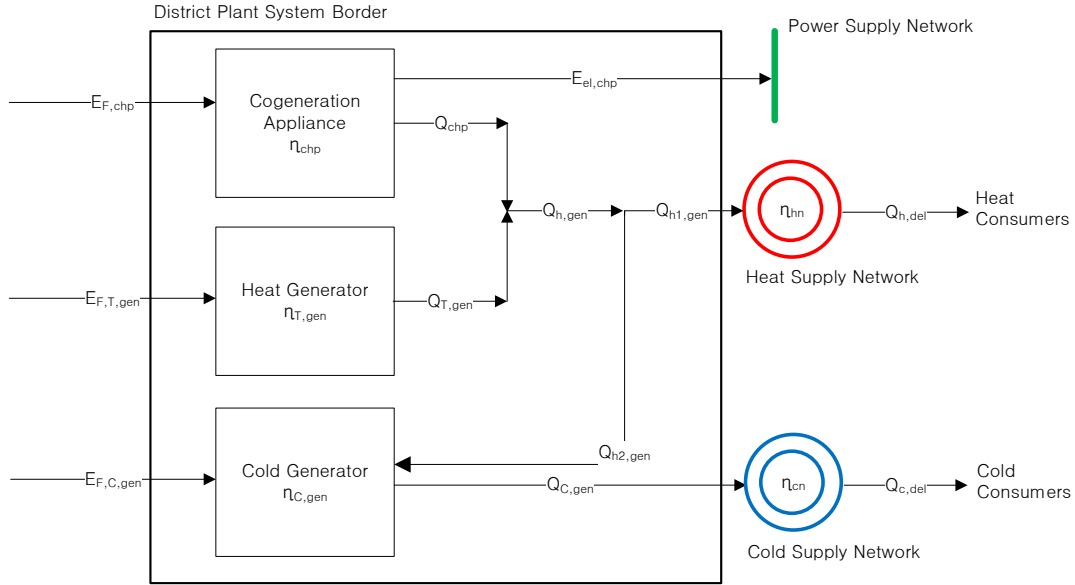 District Plant System Border
Power Supply Network
E_el,chp
E_F,chp
Cogeneration
Appliance
η_chp
Q_chp
Q_h,gen
Q_h1,gen
η_hn
Q_h,del
Heat
Consumers
Heat Supply Network
E_F,T,gen
Heat Generator
η_T,gen
Q_T,gen
Q_h2,gen
E_F,C,gen
Cold Generator
η_C,gen
Q_C,gen
η_cn
Q_c,del
Cold
Consumers
Cold Supply Network